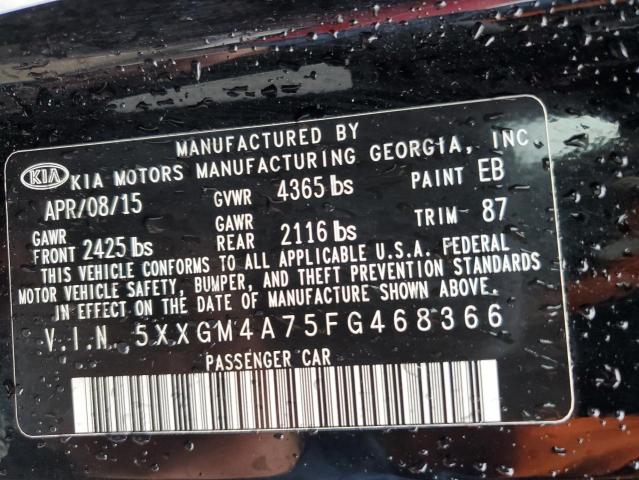 MANUFACTURED BY
KIA KIA MOTORS MANUFACTURING GEORGIA, INC.
APR/08/15 GVWR 4365 lbs PAINT EB
GAWR FRONT 2425 lbs GAWR REAR 2116 lbs TRIM 87
THIS VEHICLE CONFORMS TO ALL APPLICABLE U.S.A. FEDERAL
MOTOR VEHICLE SAFETY, BUMPER, AND THEFT PREVENTION STANDARDS
IN EFFECT ON THE DATE OF MANUFACTURE SHOWN ABOVE.
V.I.N. 5XXGM4A75FG468366
PASSENGER CAR